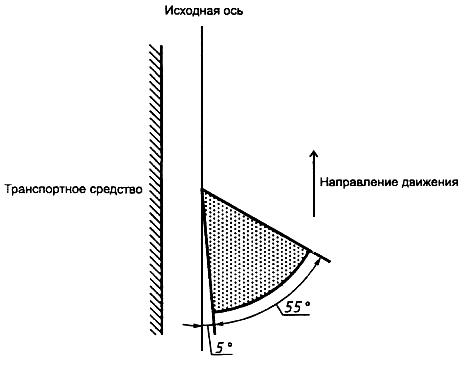 Исходная ось
Транспортное средство
Направление движения
55°
5°